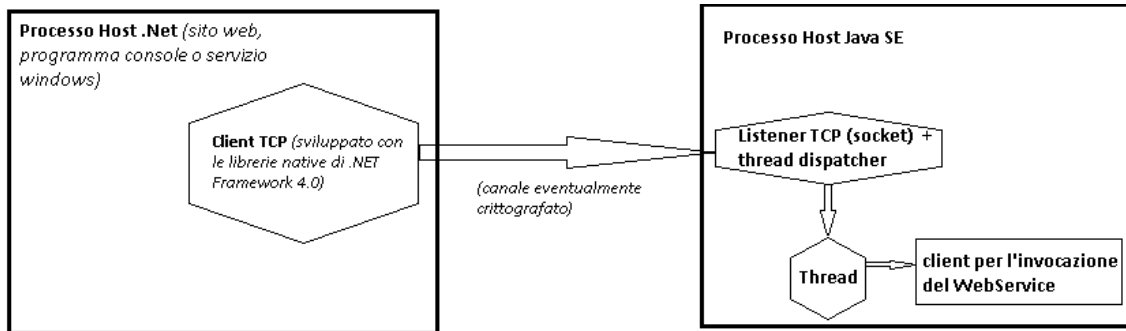 Processo Host .Net (sito web,
programma console o servizio
windows)
Client TCP (sviluppato con
le librerie native di .NET
Framework 4.0)
(canale eventualmente
crittografato)
Processo Host Java SE
Listener TCP (socket) +
thread dispatcher
Thread
client per l'invocazione
del WebService